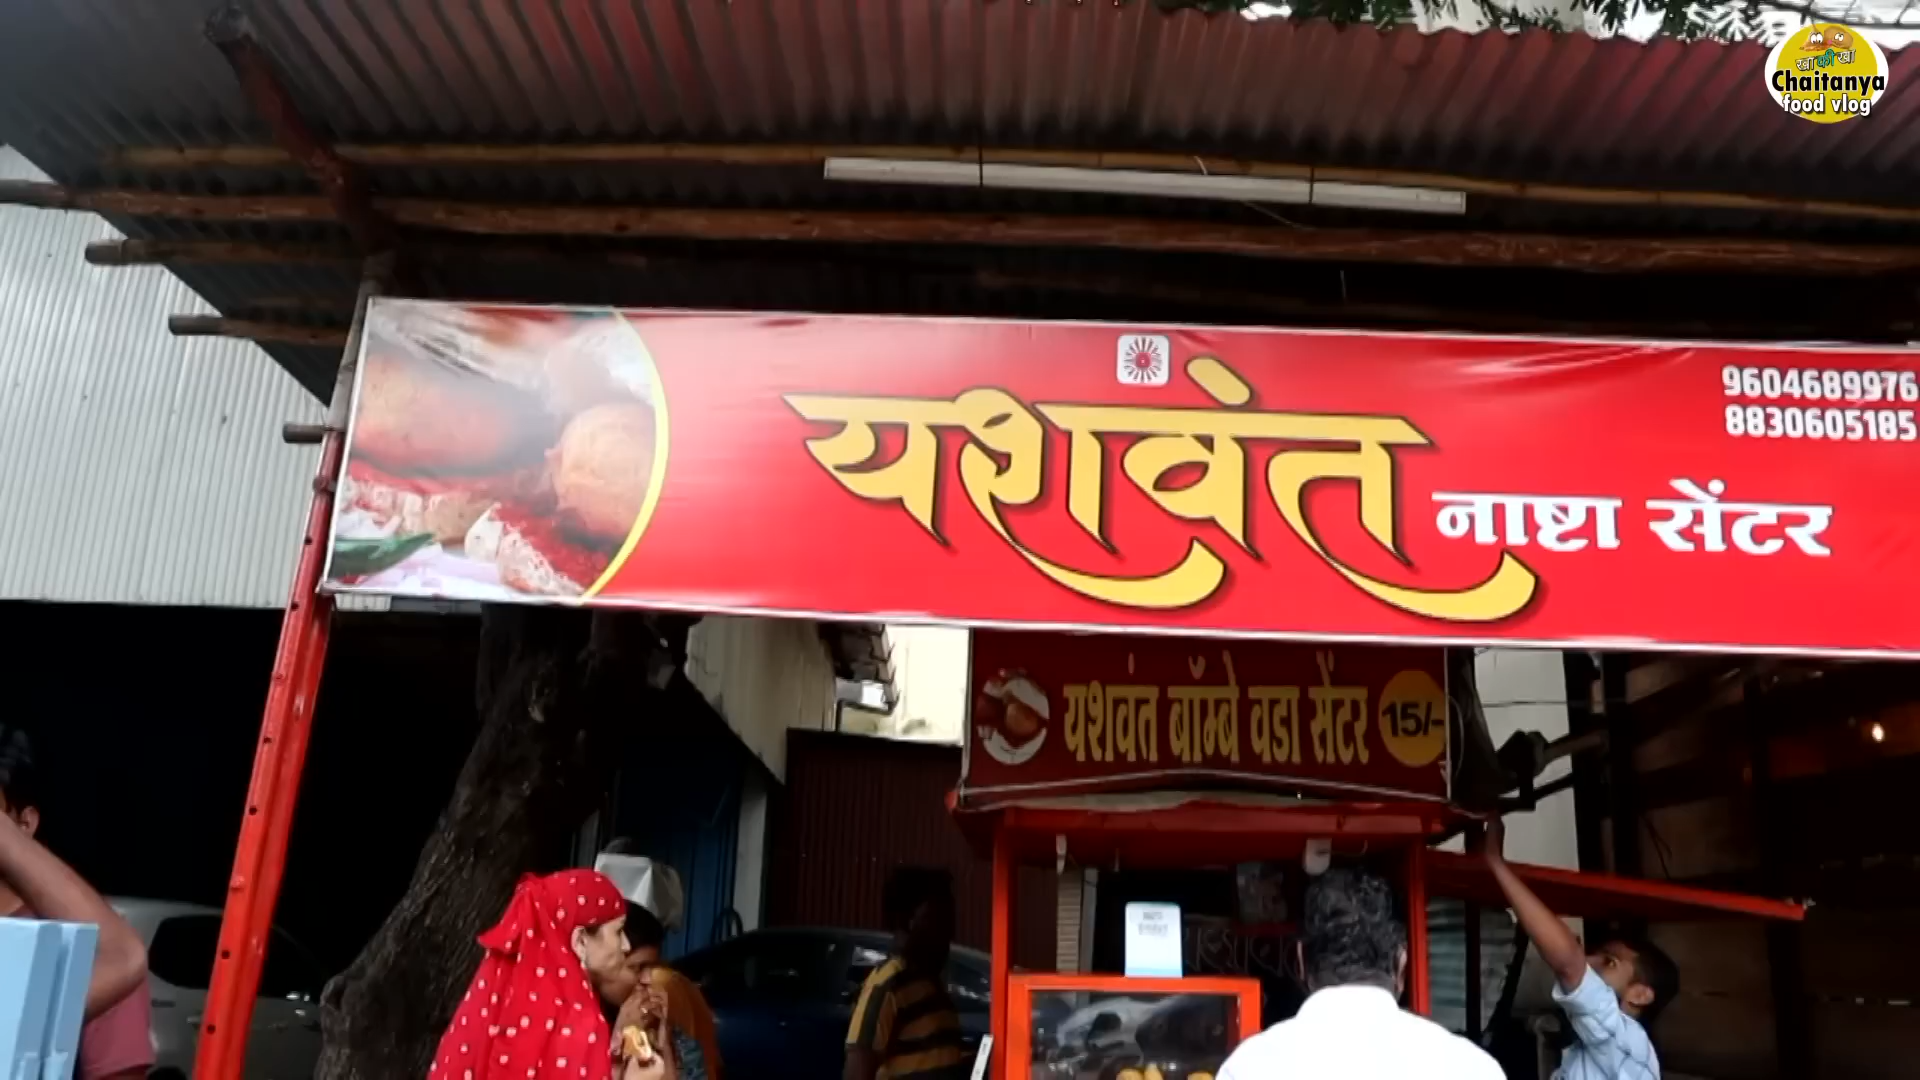 खा की खा
Chaitanya
food vlog
9604689976
8830605185
यशवंत
नाष्टा सेंटर
यशवंत बॉम्बे वडा सेंटर 15/-